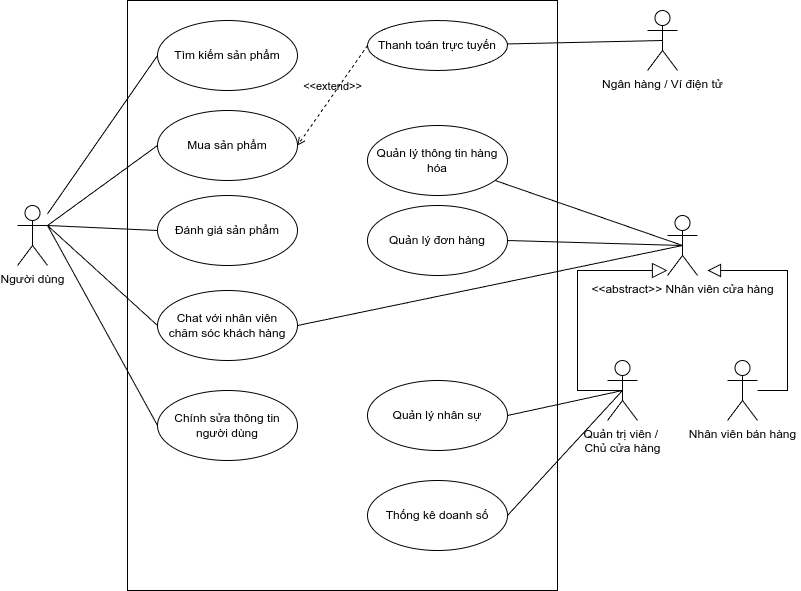 Tìm kiếm sản phẩm
Thanh toán trực tuyến
Ngân hàng / Ví điện tử
<<extend>>
Mua sản phẩm
Quản lý thông tin hàng
hóa
Đánh giá sản phẩm
Quản lý đơn hàng
Người dùng
<<abstract>> Nhân viên cửa hàng
Chat với nhân viên
chăm sóc khách hàng
Chính sửa thông tin
người dùng
Quản lý nhân sự
Quản trị viên /
Chủ cửa hàng
Nhân viên bán hàng
Thống kê doanh số